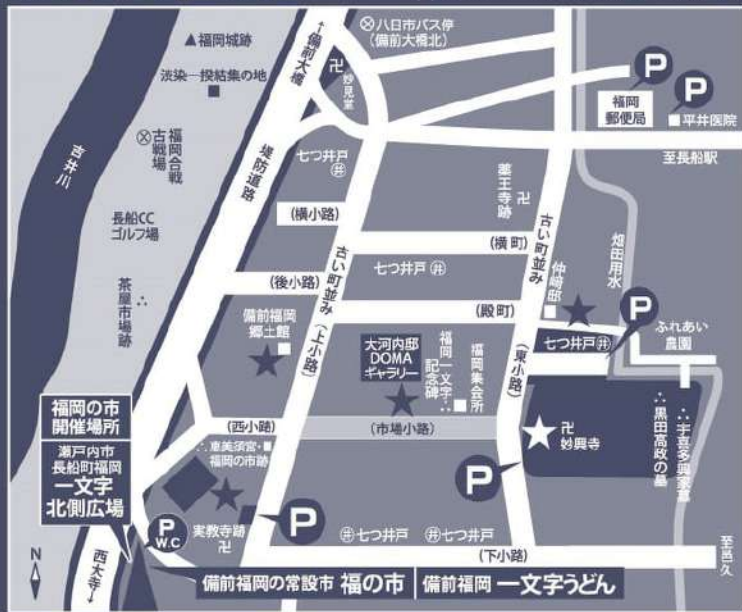 ▲福岡城跡
法然一投結集の地
←備前大橋
卍妙見堂
八日市バス停
(備前大橋北)
P
福岡
郵便局
P
平井医院
至長船駅
吉井川
福岡合戦
古戦場
堤防道路
七つ井戸㊉
薬王寺跡
卍
長船CC
ゴルフ場
(横小路)
古い町並み
(横町)
古い町並み
畑田用水
茶屋市場跡
(後小路)
七つ井戸
仲﨑邸
(殿町)
P
備前福岡
郷土館
(上小路)
大河内邸
DOMA
ギャラリー
福岡一文字
記念碑
福岡集会所
(東小路)
七つ井戸
ふれあい
農園
福岡の市
開催場所
瀬戸内市
長船町福岡
一文字
北側広場
(西小路)
(市場小路)
恵美須宮・
福岡の市跡
卍
妙興寺
黒田高政の墓
宇喜多興家墓
P
W.C
実教寺跡
卍
P
P
七つ井戸
七つ井戸
(下小路)
至邑久
N
西大寺→
備前福岡の常設市 福の市
備前福岡 一文字うどん